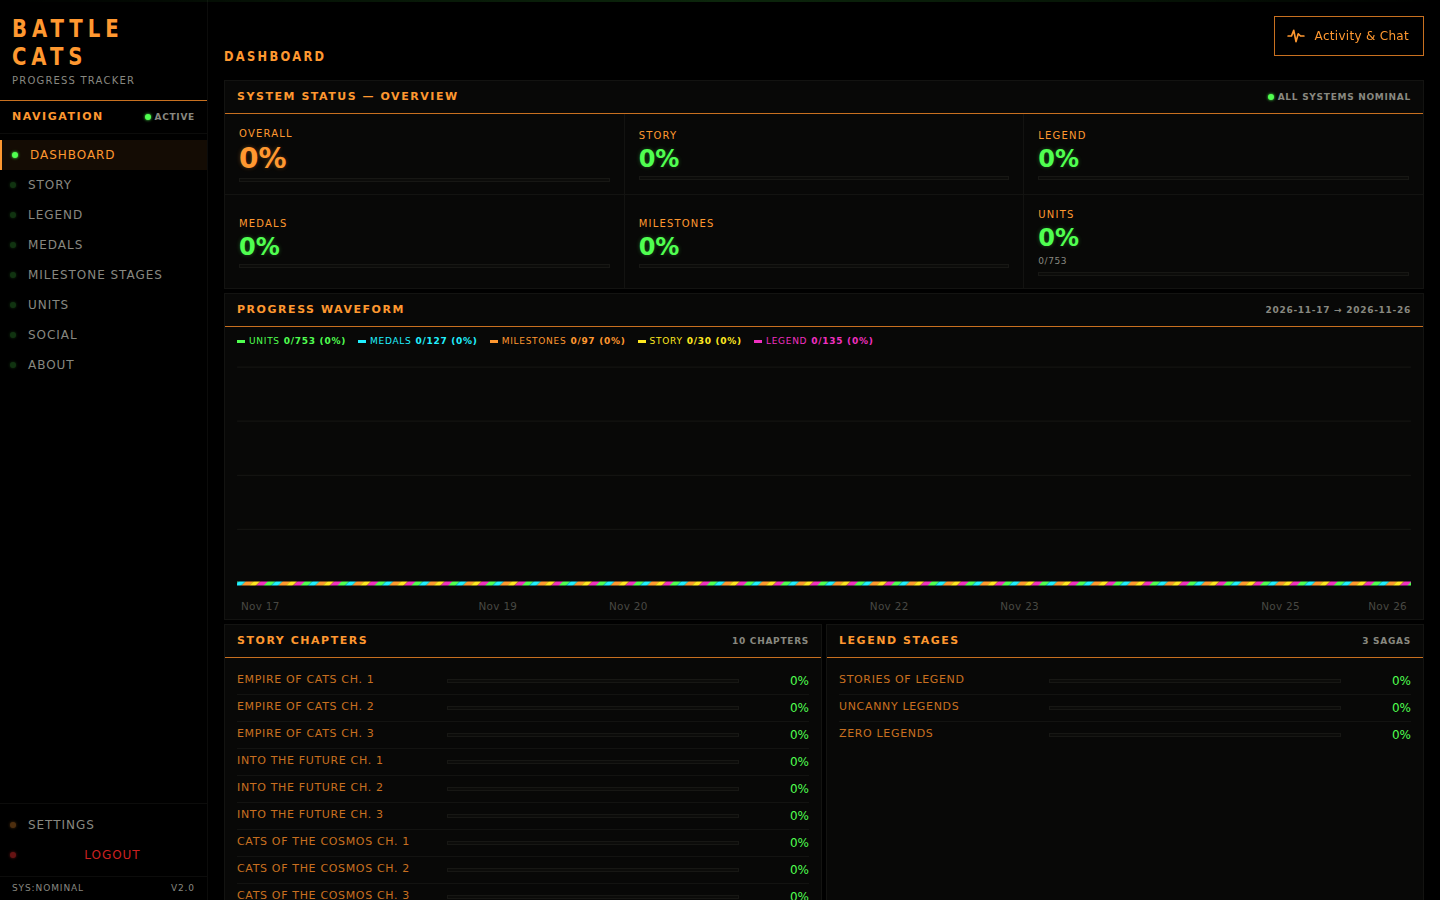 BATTLE
CATS
PROGRESS TRACKER
NAVIGATION
ACTIVE
DASHBOARD
STORY
LEGEND
MEDALS
MILESTONE STAGES
UNITS
SOCIAL
ABOUT
SETTINGS
LOGOUT
SYS:NOMINAL
V2.0
Activity & Chat
DASHBOARD
SYSTEM STATUS — OVERVIEW
ALL SYSTEMS NOMINAL
OVERALL
0%
STORY
0%
LEGEND
0%
MEDALS
0%
MILESTONES
0%
UNITS
0%
0/753
PROGRESS WAVEFORM
2026-11-17 → 2026-11-26
UNITS 0/753 (0%) MEDALS 0/127 (0%) MILESTONES 0/97 (0%) STORY 0/30 (0%) LEGEND 0/135 (0%)
Nov 17 Nov 19 Nov 20 Nov 22 Nov 23 Nov 25 Nov 26
STORY CHAPTERS
10 CHAPTERS
EMPIRE OF CATS CH. 1 0%
EMPIRE OF CATS CH. 2 0%
EMPIRE OF CATS CH. 3 0%
INTO THE FUTURE CH. 1 0%
INTO THE FUTURE CH. 2 0%
INTO THE FUTURE CH. 3 0%
CATS OF THE COSMOS CH. 1 0%
CATS OF THE COSMOS CH. 2 0%
CATS OF THE COSMOS CH. 3 0%
LEGEND STAGES
3 SAGAS
STORIES OF LEGEND 0%
UNCANNY LEGENDS 0%
ZERO LEGENDS 0%